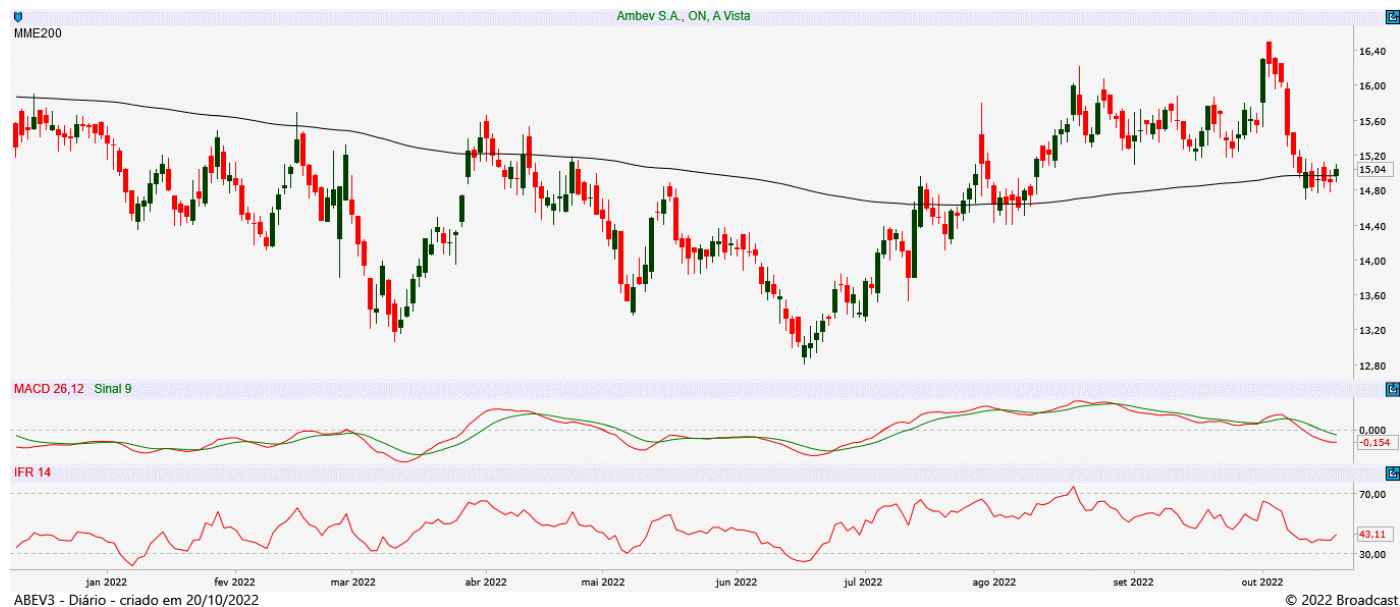 Ambev S.A., ON, A Vista
MME200
16,40
16,00
15,60
15,20
15,04
14,80
14,40
14,00
13,60
13,20
12,80
MACD 26,12 Sinal 9
0,000
-0,154
IFR 14
70,00
43,11
30,00
jan 2022 fev 2022 mar 2022 abr 2022 mai 2022 jun 2022 jul 2022 ago 2022 set 2022 out 2022
ABEV3 - Diário - criado em 20/10/2022 © 2022 Broadcast